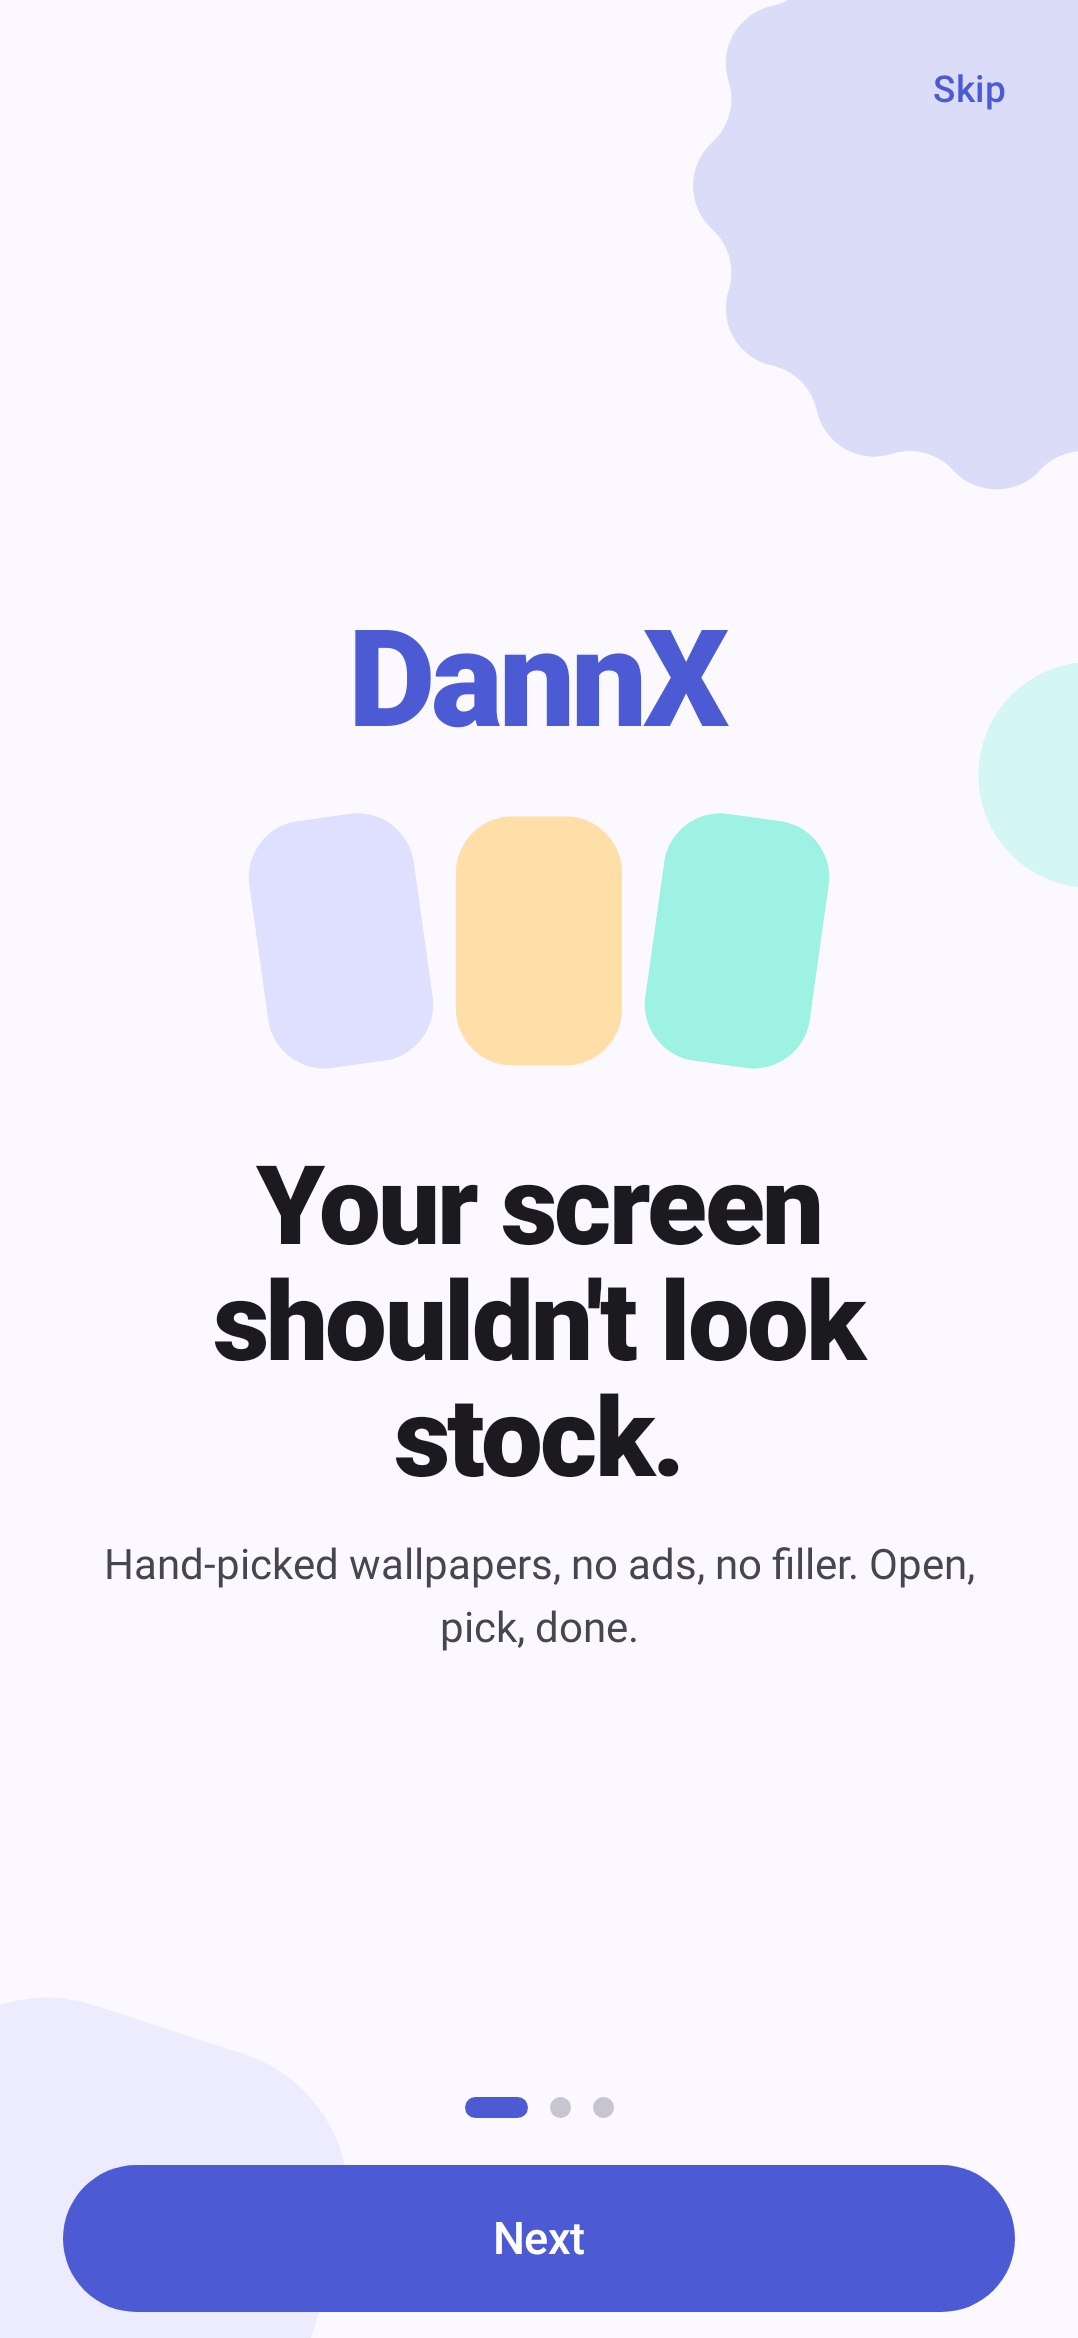 Skip
DannX
Your screen
shouldn't look
stock.
Hand-picked wallpapers, no ads, no filler. Open,
pick, done.
Next